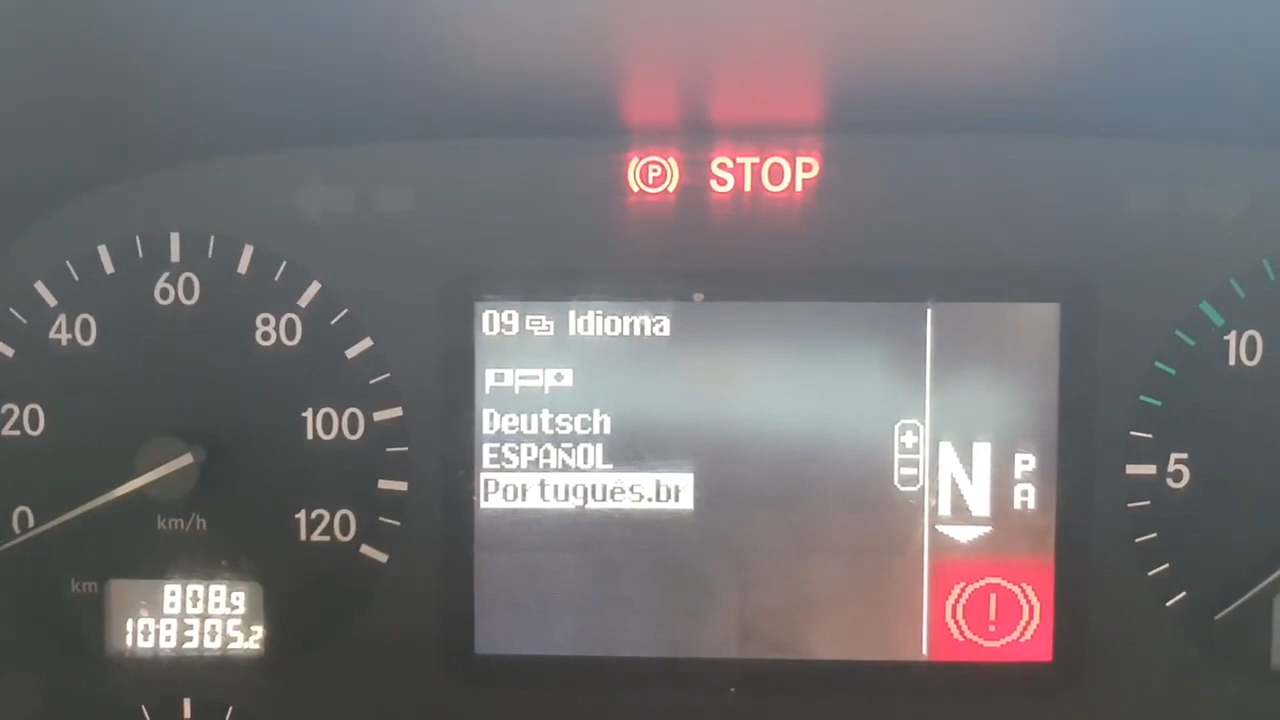 P STOP
20 40 60 80 100 120
0
km/h
km
808.9
108305.2
09 Idioma
Deutsch
ESPAÑOL
Português.br
+
-
N P
A
!
10
5